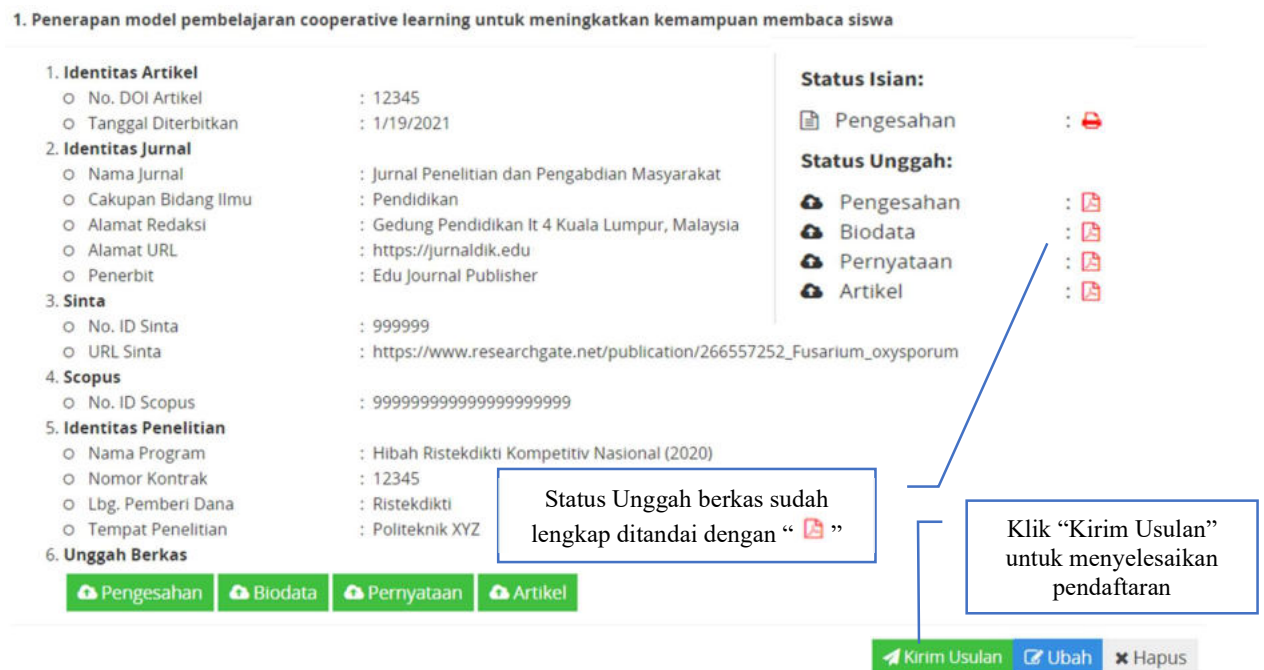 1. Penerapan model pembelajaran cooperative learning untuk meningkatkan kemampuan membaca siswa
1. Identitas Artikel
No. DOI Artikel : 12345
Tanggal Diterbitkan : 1/19/2021
2. Identitas Jurnal
Nama Jurnal : Jurnal Penelitian dan Pengabdian Masyarakat
Cakupan Bidang Ilmu : Pendidikan
Alamat Redaksi : Gedung Pendidikan lt 4 Kuala Lumpur, Malaysia
Alamat URL : https://jurnaldik.edu
Penerbit : Edu Journal Publisher
3. Sinta
No. ID Sinta : 999999
URL Sinta : https://www.researchgate.net/publication/266557252_Fusarium_oxysporum
4. Scopus
No. ID Scopus : 999999999999999999999
5. Identitas Penelitian
Nama Program : Hibah Ristekdikti Kompetitiv Nasional (2020)
Nomor Kontrak : 12345
Lbg. Pemberi Dana : Ristekdikti
Tempat Penelitian : Politeknik XYZ
6. Unggah Berkas
Pengesahan Biodata Pernyataan Artikel
Status Isian:
Pengesahan :
Status Unggah:
Pengesahan :
Biodata :
Pernyataan :
Artikel :
Status Unggah berkas sudah
lengkap ditandai dengan “ ”
Klik “Kirim Usulan”
untuk menyelesaikan
pendaftaran
Kirim Usulan Ubah Hapus